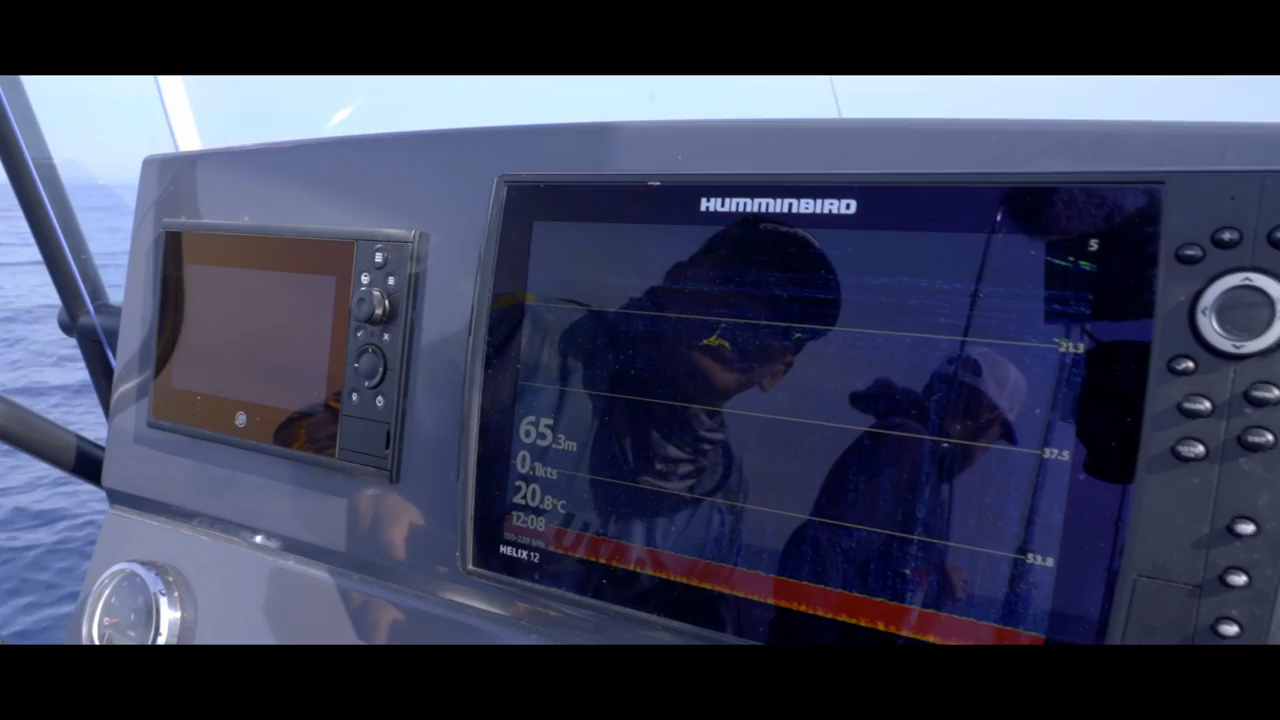 HUMMINBIRD
5
21.3
37.5
53.8
65.3m
0.1kts
20.8°C
12:08
HELIX 12